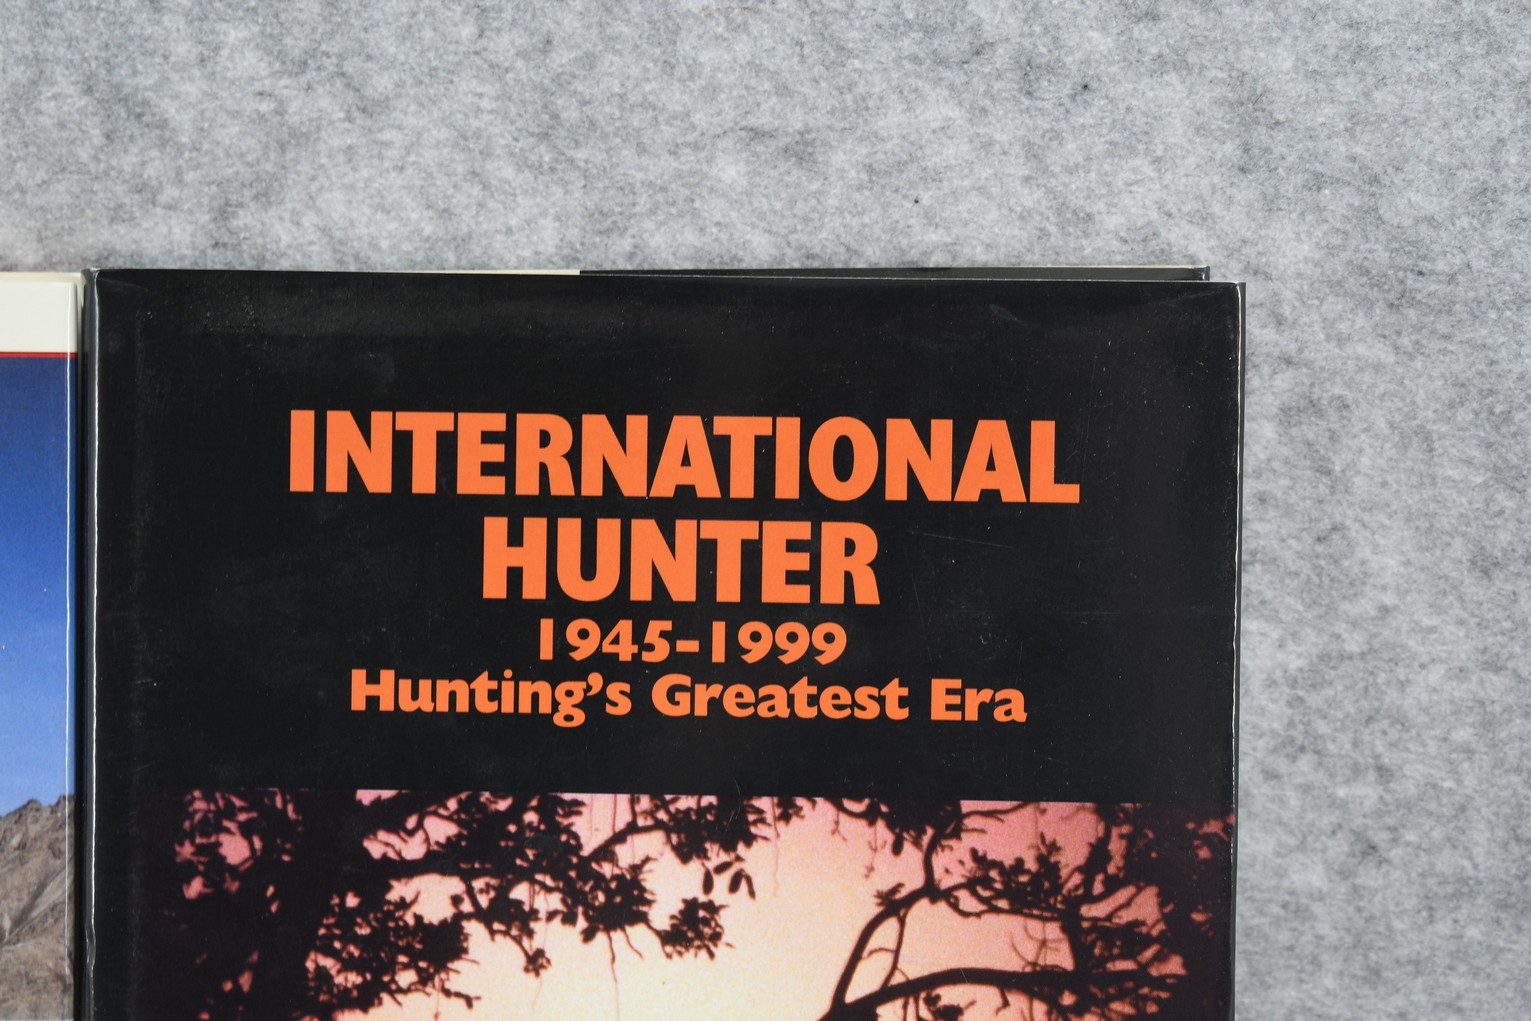 INTERNATIONAL
HUNTER
1945-1999
Hunting's Greatest Era